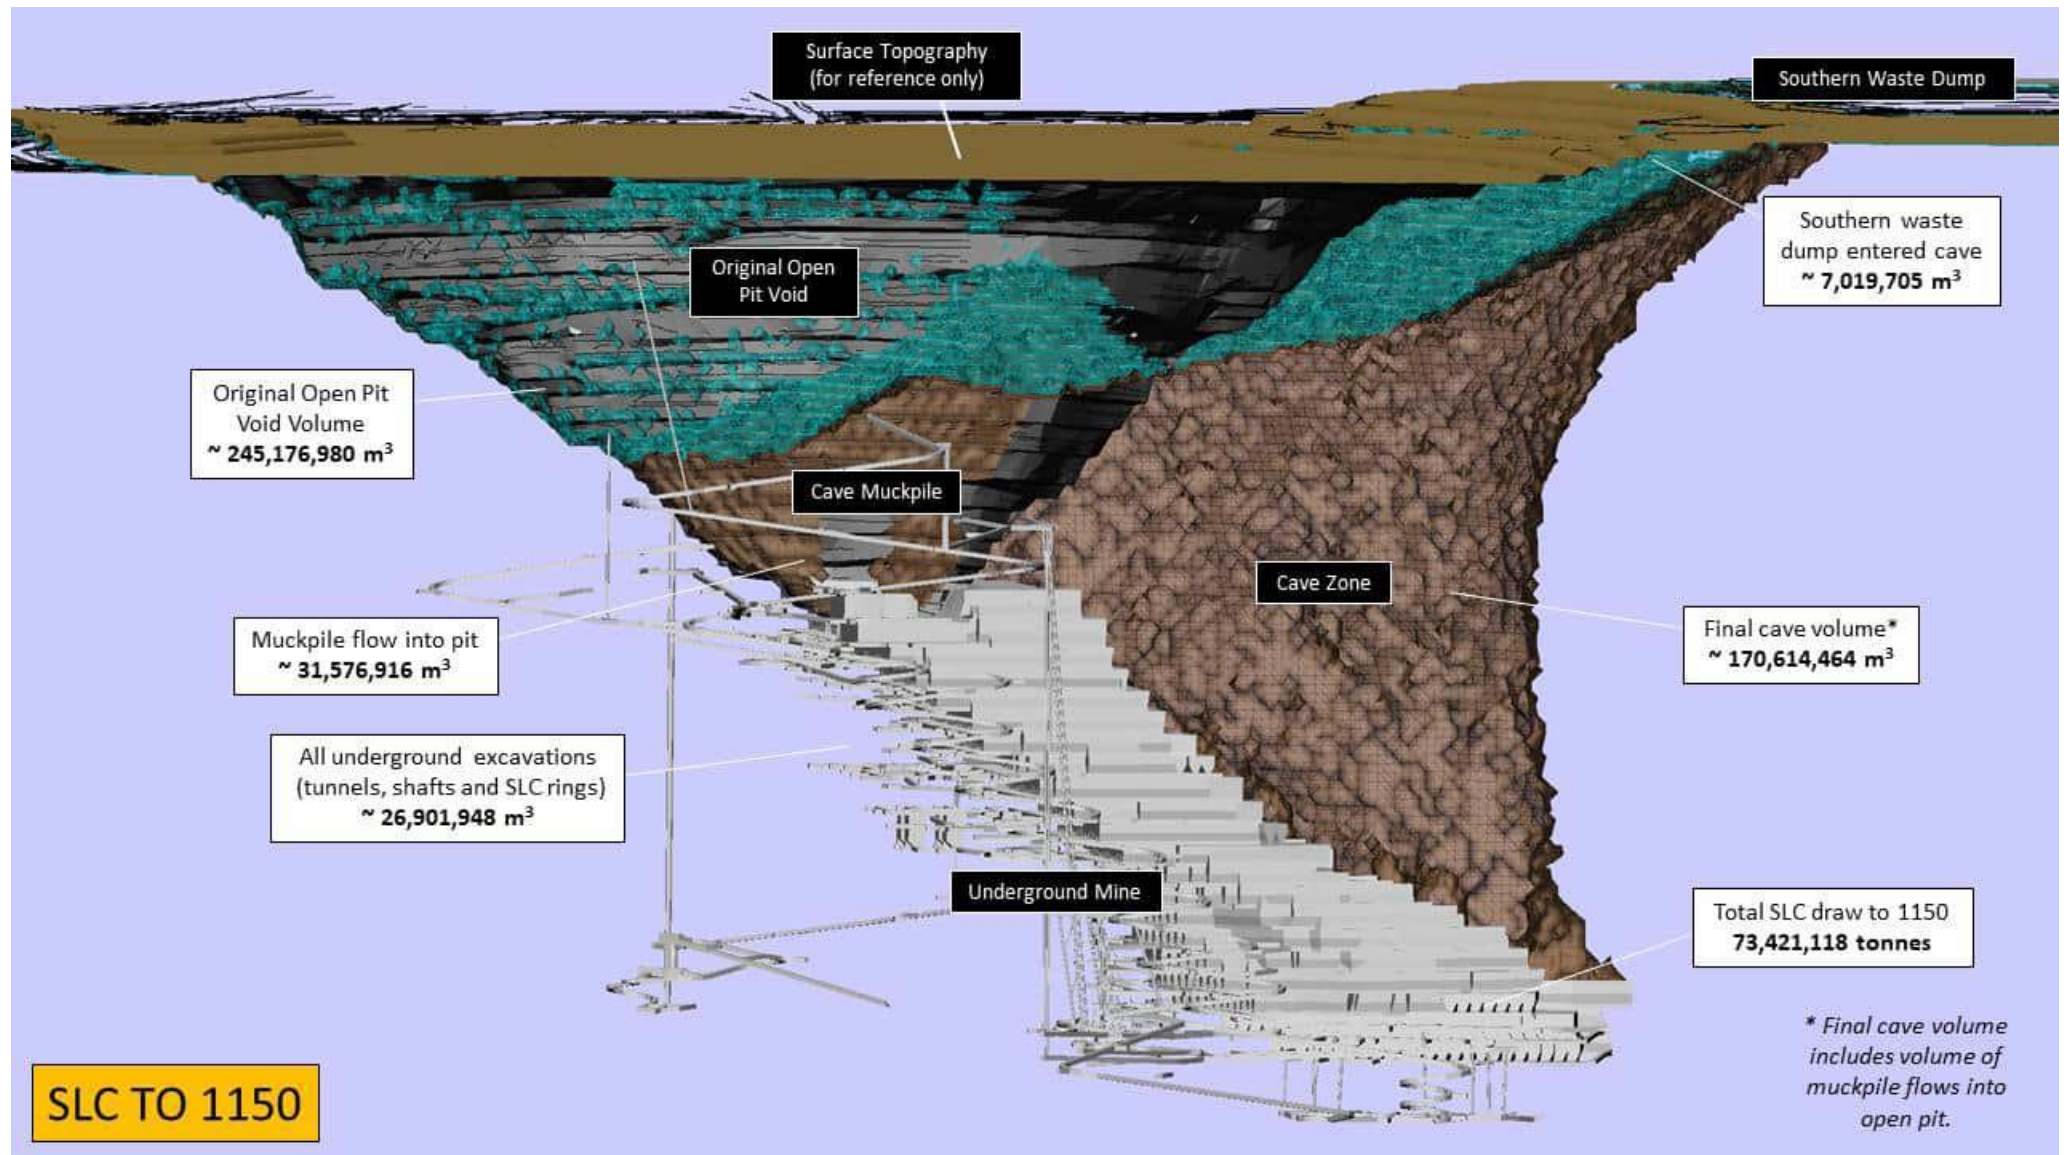 Surface Topography
(for reference only)
Southern Waste Dump
Southern waste
dump entered cave
~ 7,019,705 m³
Original Open
Pit Void
Original Open Pit
Void Volume
~ 245,176,980 m³
Cave Muckpile
Cave Zone
Muckpile flow into pit
~ 31,576,916 m³
Final cave volume*
~ 170,614,464 m³
All underground excavations
(tunnels, shafts and SLC rings)
~ 26,901,948 m³
Underground Mine
Total SLC draw to 1150
73,421,118 tonnes
* Final cave volume
includes volume of
muckpile flows into
open pit.
SLC TO 1150